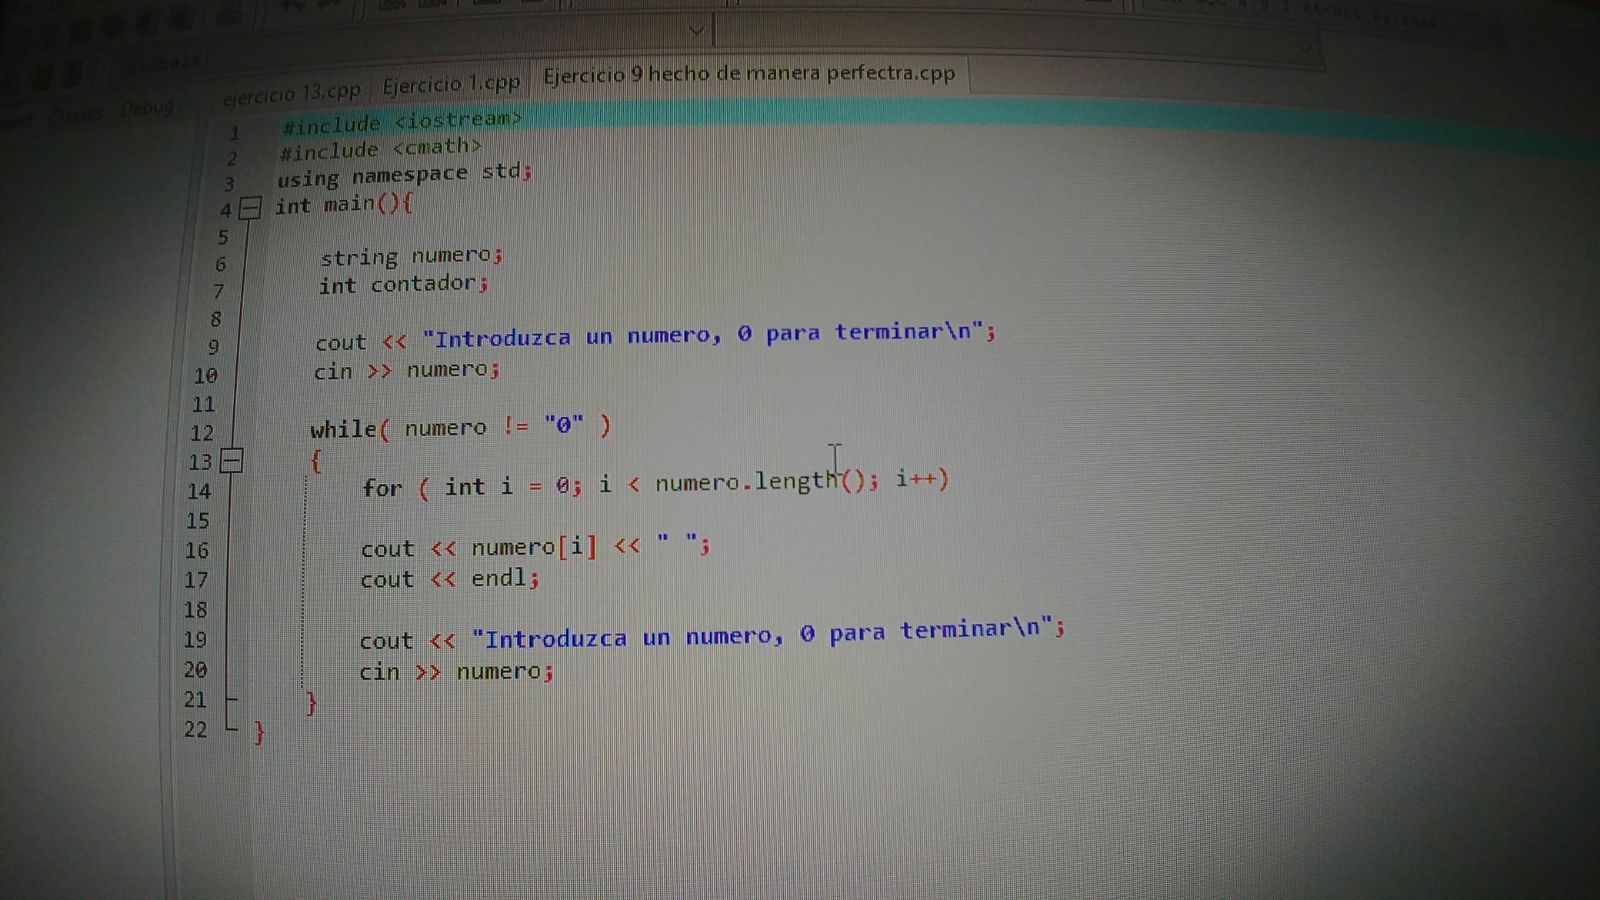 (globals)
Classes Debug
ejercicio 13.cpp Ejercicio 1.cpp Ejercicio 9 hecho de manera perfectra.cpp
1 #include <iostream>
2 #include <cmath>
3 using namespace std;
4 int main(){
5
6 string numero;
7 int contador;
8
9 cout << "Introduzca un numero, 0 para terminar\n";
10 cin >> numero;
11
12 while( numero != "0" )
13 {
14 for ( int i = 0; i < numero.length(); i++)
15
16 cout << numero[i] << " ";
17 cout << endl;
18
19 cout << "Introduzca un numero, 0 para terminar\n";
20 cin >> numero;
21 }
22 }